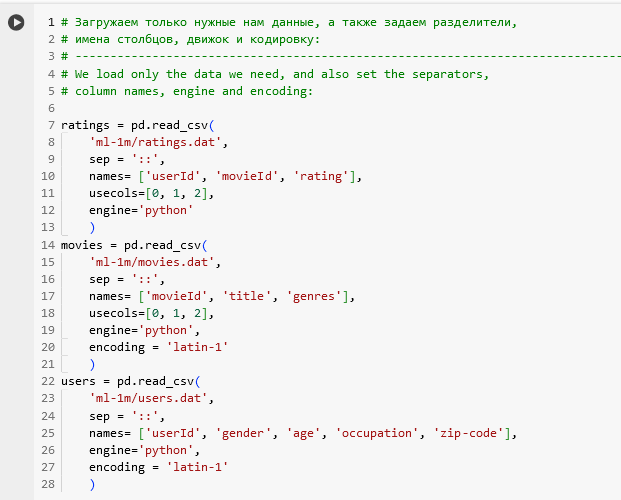 1 # Загружаем только нужные нам данные, а также задаем разделители,
2 # имена столбцов, движок и кодировку:
3 # ------------------------------------------------------------------------------
4 # We load only the data we need, and also set the separators,
5 # column names, engine and encoding:
6
7 ratings = pd.read_csv(
8     'ml-1m/ratings.dat',
9     sep = '::',
10     names= ['userId', 'movieId', 'rating'],
11     usecols=[0, 1, 2],
12     engine='python'
13     )
14 movies = pd.read_csv(
15     'ml-1m/movies.dat',
16     sep = '::',
17     names= ['movieId', 'title', 'genres'],
18     usecols=[0, 1, 2],
19     engine='python',
20     encoding = 'latin-1'
21     )
22 users = pd.read_csv(
23     'ml-1m/users.dat',
24     sep = '::',
25     names= ['userId', 'gender', 'age', 'occupation', 'zip-code'],
26     engine='python',
27     encoding = 'latin-1'
28     )